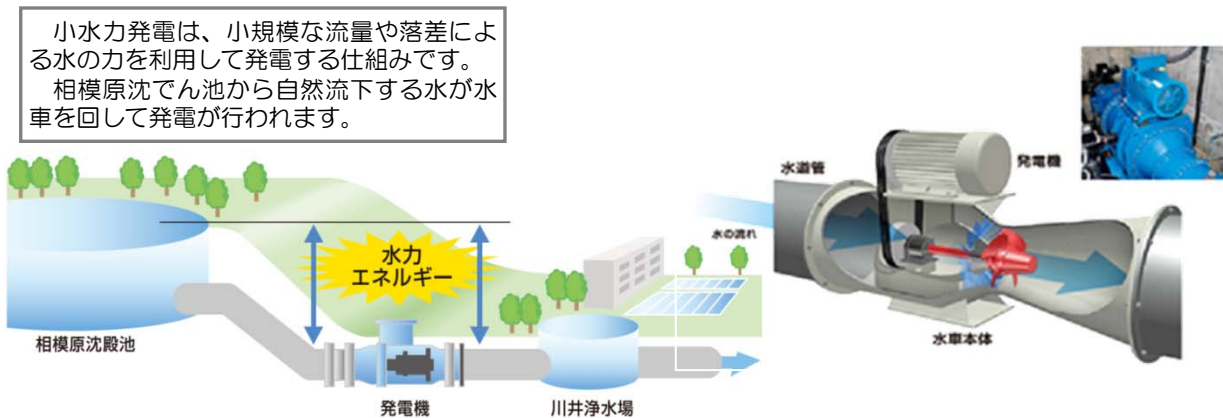 小水力発電は、小規模な流量や落差によ
る水の力を利用して発電する仕組みです。
相模原沈でん池から自然流下する水が水
車を回して発電が行われます。
水力
エネルギー
相模原沈殿池
発電機
川井浄水場
水道管
発電機
水の流れ
水車本体